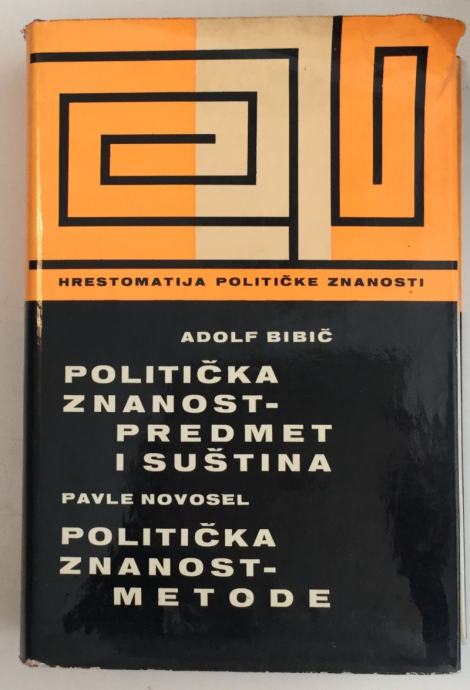 HRESTOMATIJA POLITIČKE ZNANOSTI
ADOLF BIBIČ
POLITIČKA
ZNANOST-
PREDMET
I SUŠTINA
PAVLE NOVOSEL
POLITIČKA
ZNANOST-
METODE